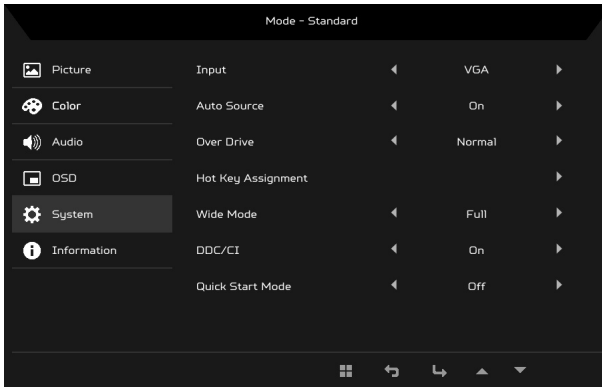 Mode - Standard
Picture
Input VGA
Color
Auto Source On
Audio
Over Drive Normal
OSD
Hot Key Assignment
System
Wide Mode Full
Information
DDC/CI On
Quick Start Mode Off